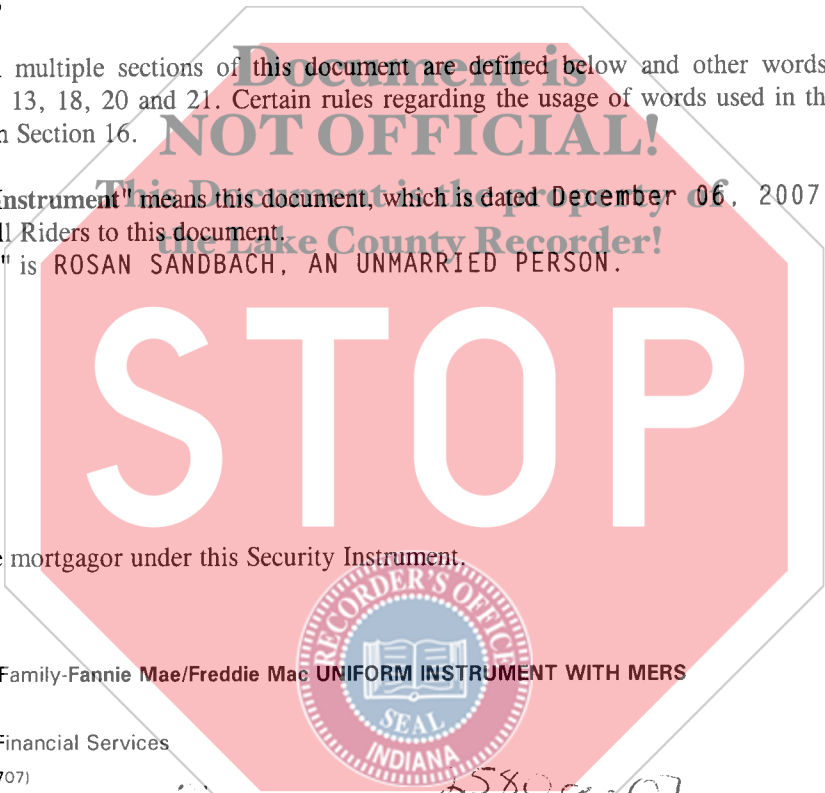 Document is
multiple sections of this document are defined below and other words
13, 18, 20 and 21. Certain rules regarding the usage of words used in th
Section 16.
NOT OFFICIAL!
Instrument" means this document, which is dated December 06, 2007
This Document is the property of
ll Riders to this document.
the Lake County Recorder!
" is ROSAN SANDBACH, AN UNMARRIED PERSON.
STOP
mortgagor under this Security Instrument.
RECORDER'S OFFICE
Family-Fannie Mae/Freddie Mac UNIFORM INSTRUMENT WITH MERS
SEAL
INDIANA
Financial Services
707)